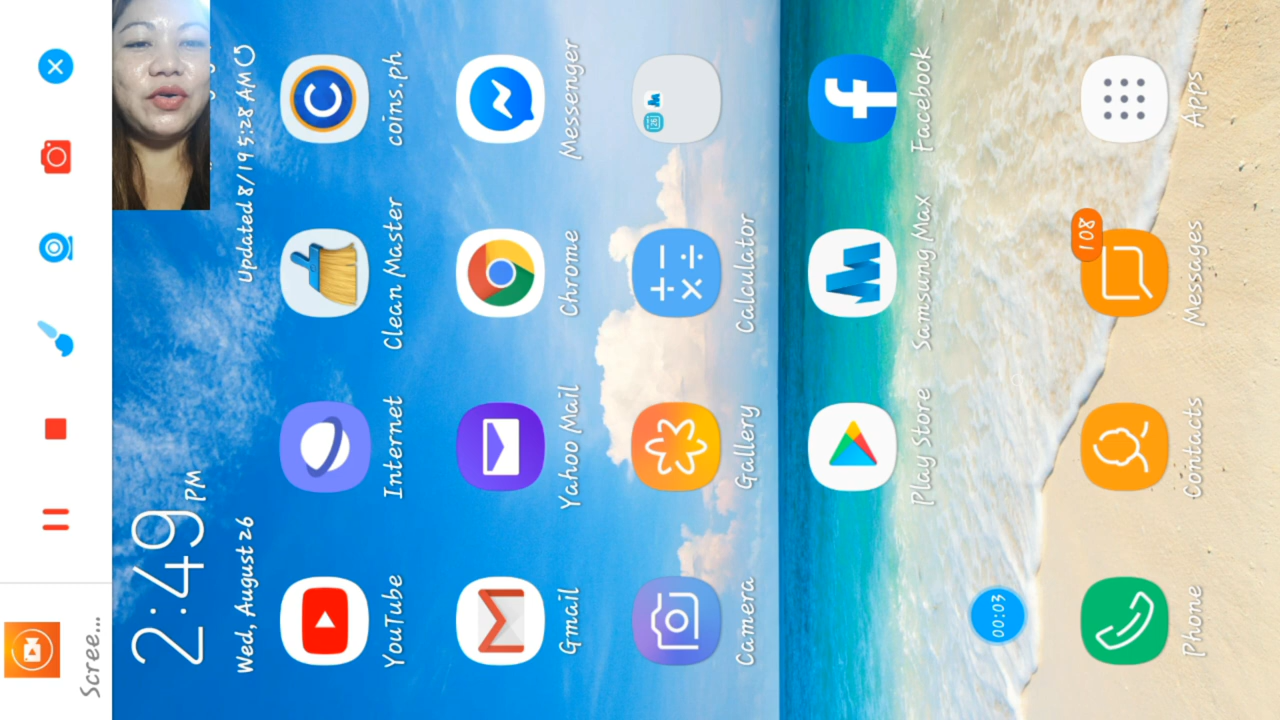 Scree...
2:49 PM
Wed, August 26
Updated 8/19 5:28 AM
YouTube
Internet
Clean Master
coins.ph
Gmail
Yahoo Mail
Chrome
Messenger
Camera
Gallery
Calculator
26
Play Store
Samsung Max
Facebook
00:03
108
Phone
Contacts
Messages
Apps